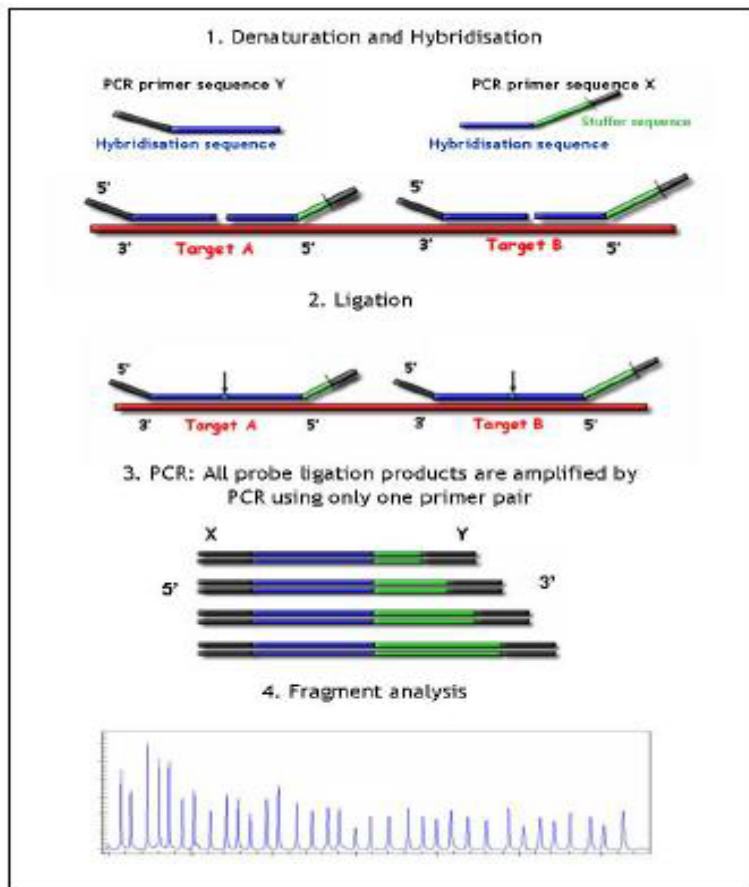 1. Denaturation and Hybridisation
PCR primer sequence Y
PCR primer sequence X
Stuffer sequence
Hybridisation sequence
Hybridisation sequence
5'
5'
3' Target A 5'
3' Target B 5'
2. Ligation
5'
5'
3' Target A 5'
3' Target B 5'
3. PCR: All probe ligation products are amplified by
PCR using only one primer pair
X Y
5' 3'
4. Fragment analysis